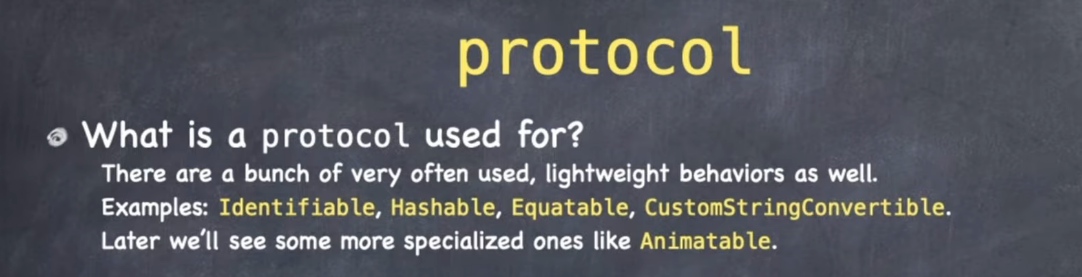 protocol
What is a protocol used for?
There are a bunch of very often used, lightweight behaviors as well.
Examples: Identifiable, Hashable, Equatable, CustomStringConvertible.
Later we'll see some more specialized ones like Animatable.